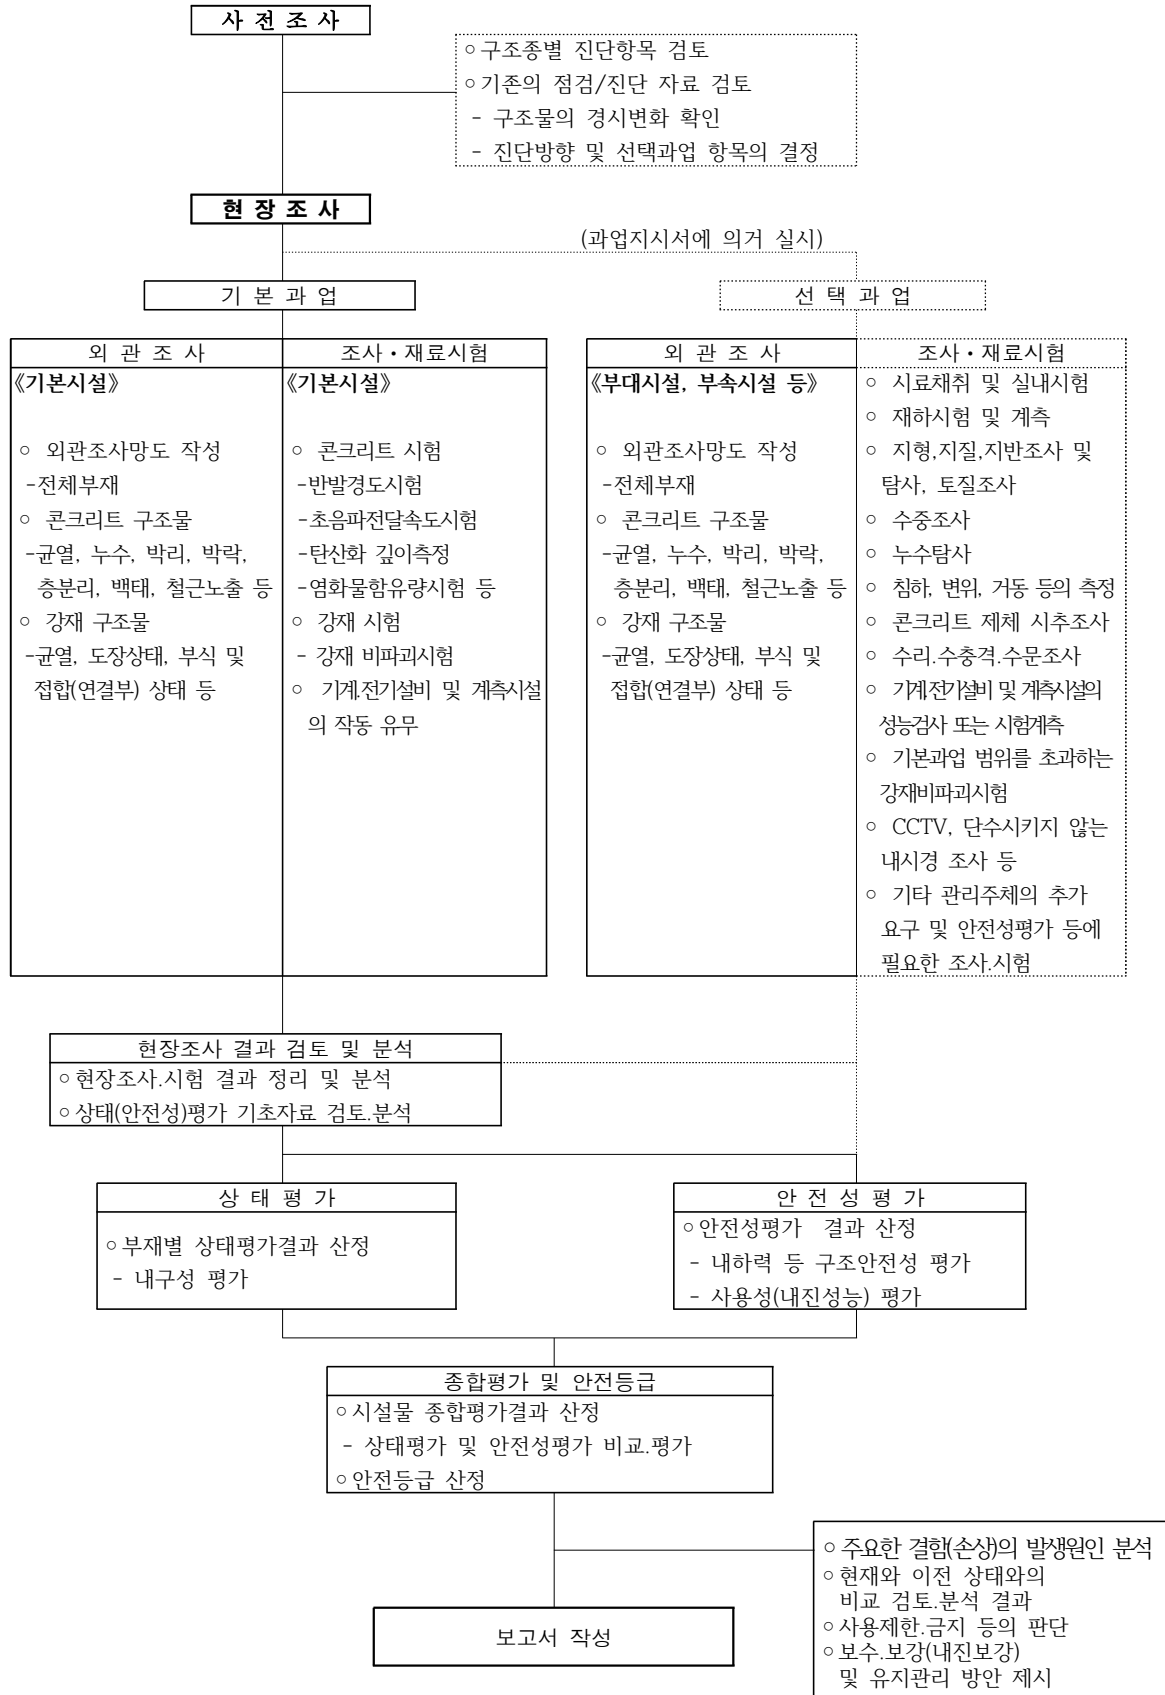 사 전 조 사
○구조종별 진단항목 검토
○기존의 점검/진단 자료 검토
- 구조물의 경시변화 확인
- 진단방향 및 선택과업 항목의 결정
현 장 조 사
(과업지시서에 의거 실시)
기 본 과 업
선 택 과 업
외 관 조 사
《기본시설》
○ 외관조사망도 작성
-전체부재
○ 콘크리트 구조물
-균열, 누수, 박리, 박락,
층분리, 백태, 철근노출 등
○ 강재 구조물
-균열, 도장상태, 부식 및
접합(연결부) 상태 등
조사・재료시험
《기본시설》
○ 콘크리트 시험
-반발경도시험
-초음파전달속도시험
-탄산화 깊이측정
-염화물함유량시험 등
○ 강재 시험
- 강재 비파괴시험
○ 기계,전기설비 및 계측시설
의 작동 유무
외 관 조 사
《부대시설, 부속시설 등》
○ 외관조사망도 작성
-전체부재
○ 콘크리트 구조물
-균열, 누수, 박리, 박락,
층분리, 백태, 철근노출 등
○ 강재 구조물
-균열, 도장상태, 부식 및
접합(연결부) 상태 등
조사・재료시험
○ 시료채취 및 실내시험
○ 재하시험 및 계측
○ 지형,지질,지반조사 및
탐사, 토질조사
○ 수중조사
○ 누수탐사
○ 침하, 변위, 거동 등의 측정
○ 콘크리트 제체 시추조사
○ 수리.수충격.수문조사
○ 기계,전기설비 및 계측시설의
성능검사 또는 시험계측
○ 기본과업 범위를 초과하는
강재비파괴시험
○ CCTV, 단수시키지 않는
내시경 조사 등
○ 기타 관리주체의 추가
요구 및 안전성평가 등에
필요한 조사.시험
현장조사 결과 검토 및 분석
○현장조사.시험 결과 정리 및 분석
○상태(안전성)평가 기초자료 검토.분석
상 태 평 가
○부재별 상태평가결과 산정
- 내구성 평가
안 전 성 평 가
○안전성평가 결과 산정
- 내하력 등 구조안전성 평가
- 사용성(내진성능) 평가
종합평가 및 안전등급
○시설물 종합평가결과 산정
- 상태평가 및 안전성평가 비교.평가
○안전등급 산정
○주요한 결함(손상)의 발생원인 분석
○현재와 이전 상태와의
비교 검토.분석 결과
○사용제한.금지 등의 판단
○보수.보강(내진보강)
및 유지관리 방안 제시
보고서 작성